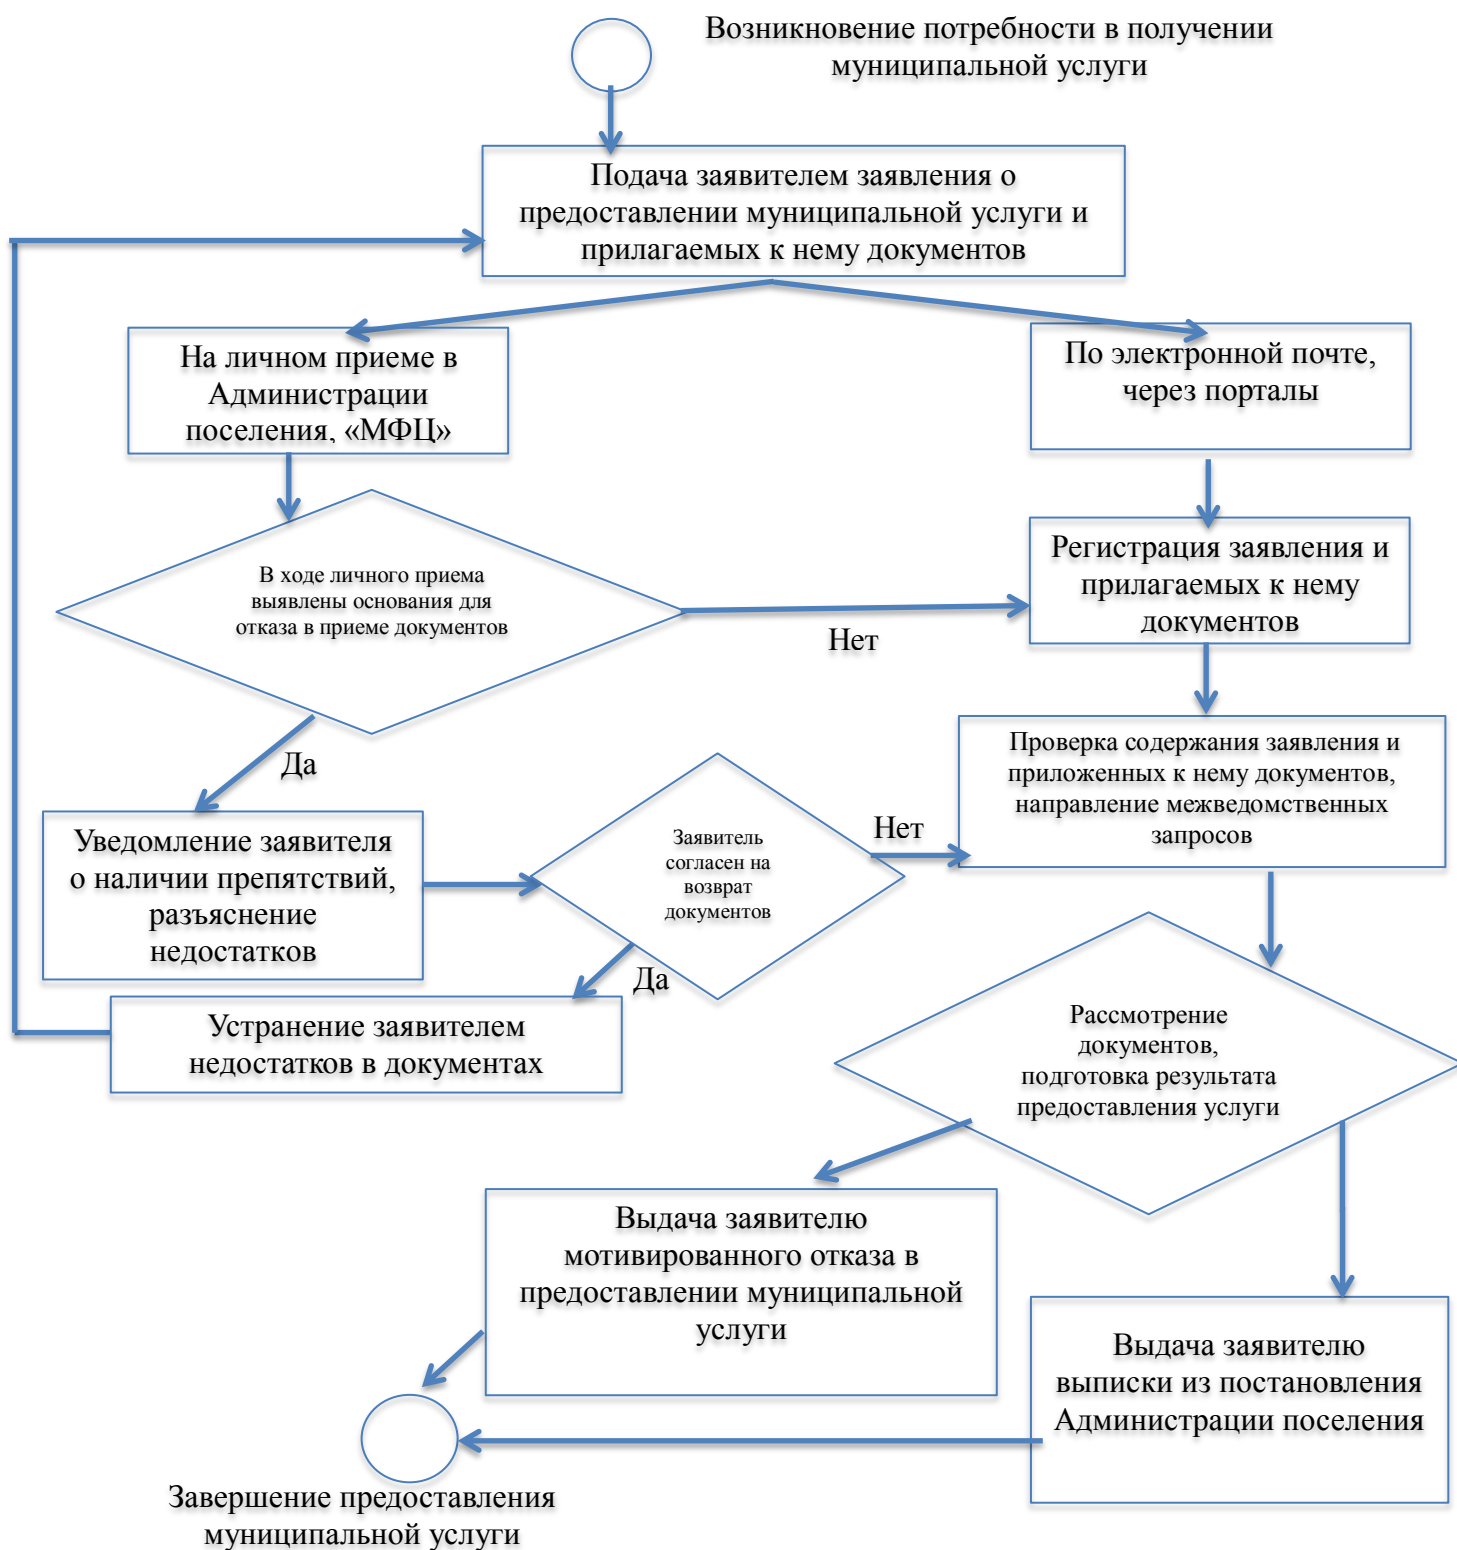 Возникновение потребности в получении
муниципальной услуги
Подача заявителем заявления о
предоставлении муниципальной услуги и
прилагаемых к нему документов
На личном приеме в
Администрации
поселения, «МФЦ»
По электронной почте,
через порталы
В ходе личного приема
выявлены основания для
отказа в приеме документов
Нет
Регистрация заявления и
прилагаемых к нему
документов
Да
Проверка содержания заявления и
приложенных к нему документов,
направление межведомственных
запросов
Уведомление заявителя
о наличии препятствий,
разъяснение
недостатков
Заявитель
согласен на
возврат
документов
Нет
Да
Устранение заявителем
недостатков в документах
Рассмотрение
документов,
подготовка результата
предоставления услуги
Выдача заявителю
мотивированного отказа в
предоставлении муниципальной
услуги
Выдача заявителю
выписки из постановления
Администрации поселения
Завершение предоставления
муниципальной услуги